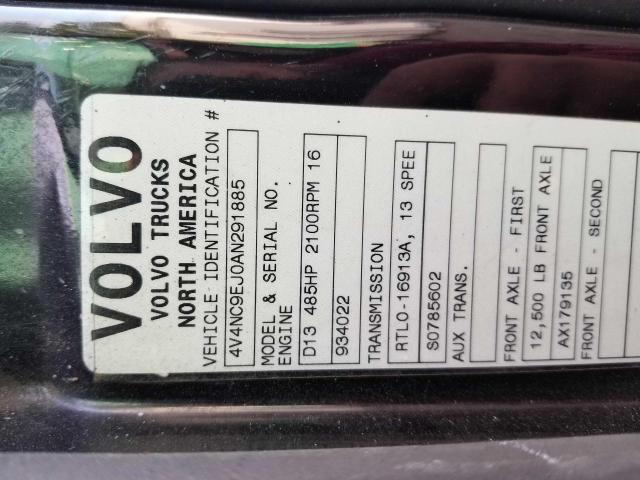 VOLVO
VOLVO TRUCKS
NORTH AMERICA
VEHICLE IDENTIFICATION #
4V4NC9EJ0AN291885
MODEL & SERIAL NO.
ENGINE
D13 485HP 2100RPM 16
934022
TRANSMISSION
RTLO-16913A, 13 SPEE
S0785602
AUX TRANS.
FRONT AXLE - FIRST
12,500 LB FRONT AXLE
AX179135
FRONT AXLE - SECOND